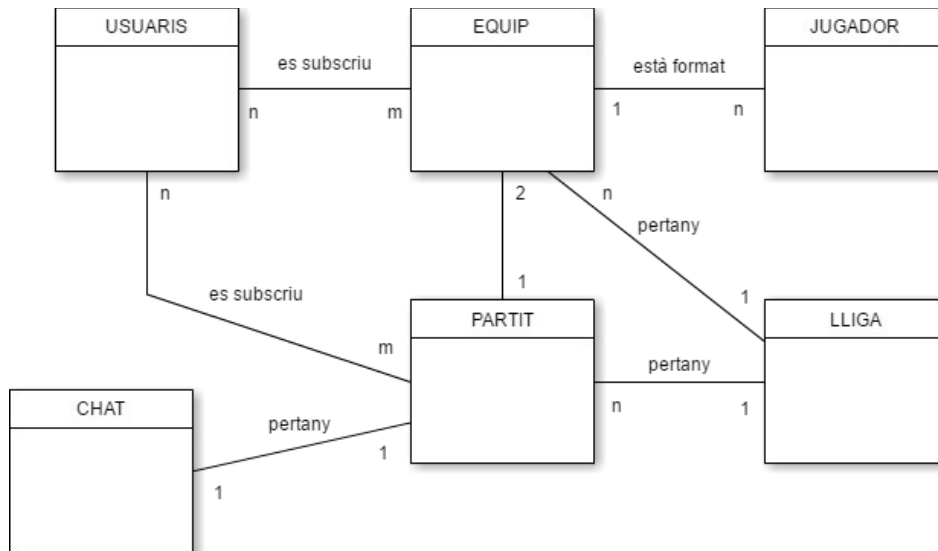 USUARIS
EQUIP
JUGADOR
es subscriu
està format
n
m
1
n
n
2
n
pertany
es subscriu
1
1
PARTIT
LLIGA
m
pertany
n
1
CHAT
pertany
1
1